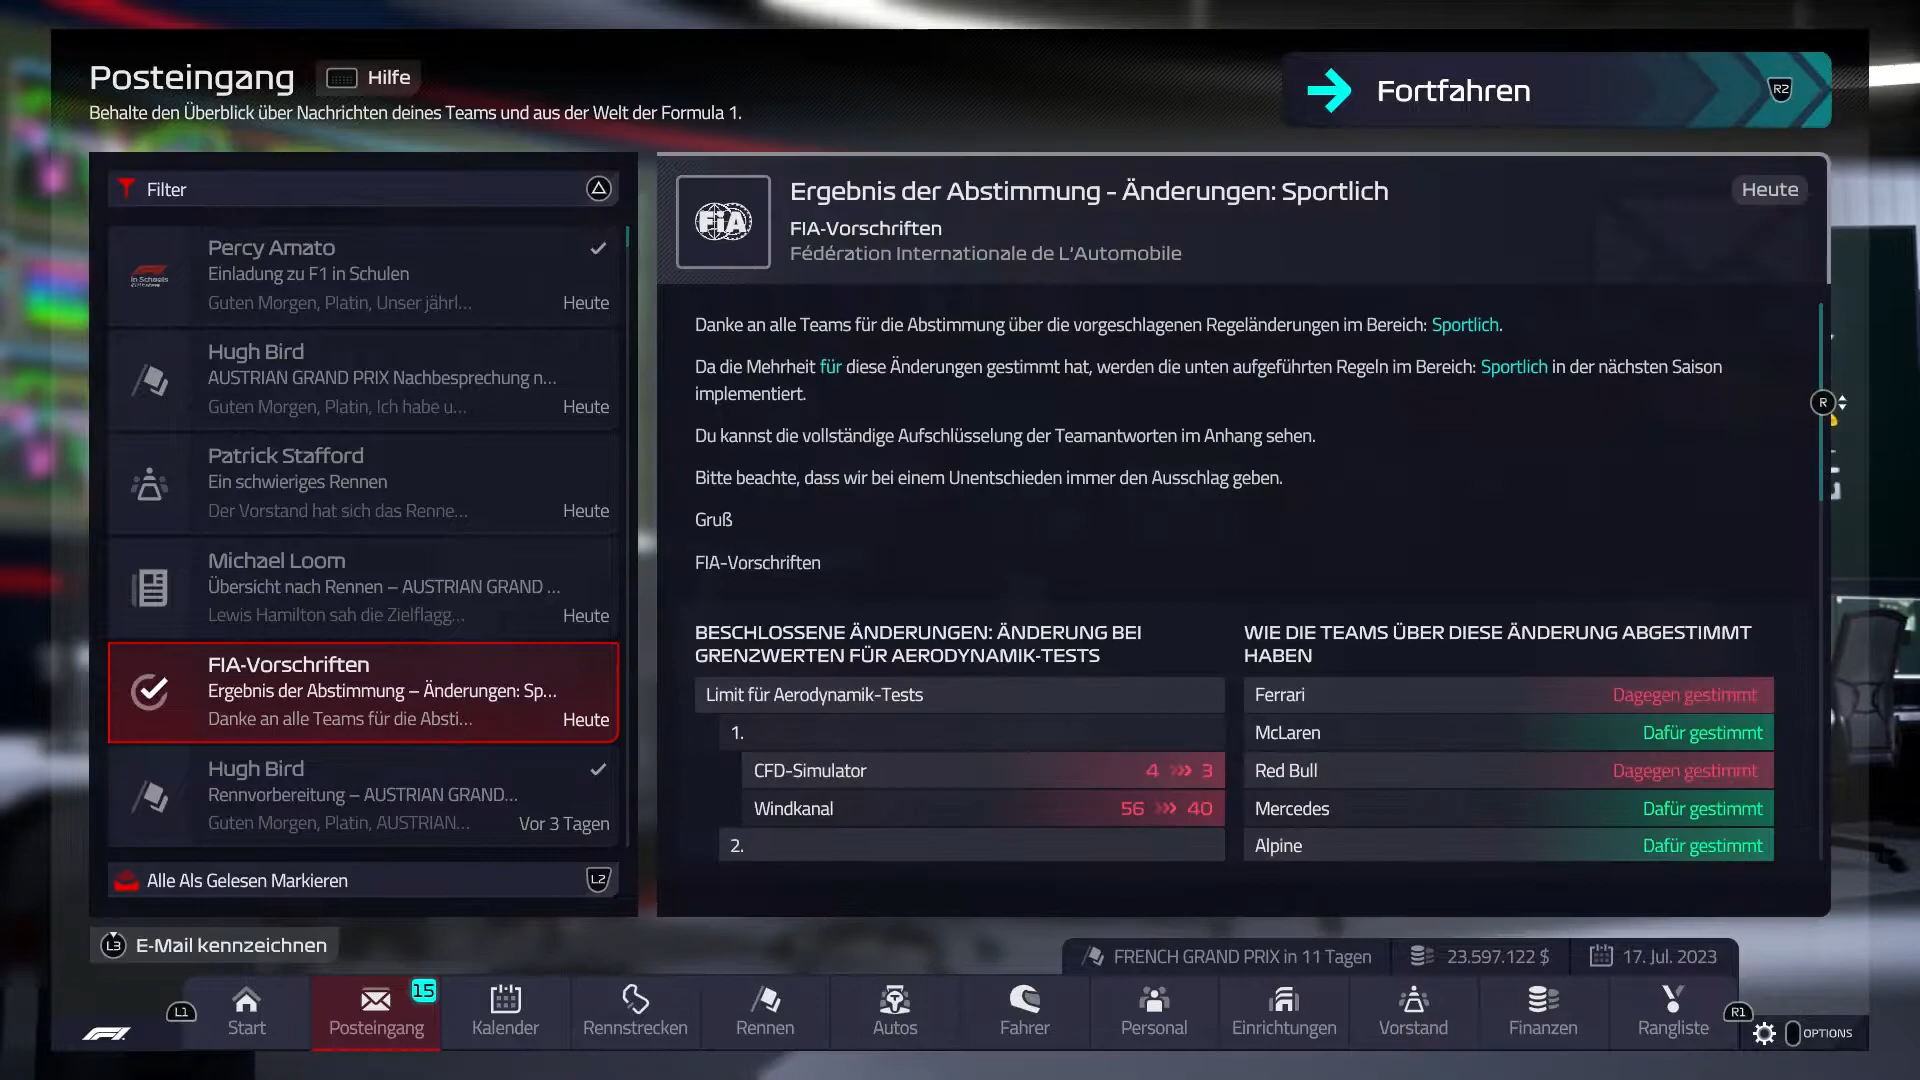 Posteingang
Hilfe
Behalte den Überblick über Nachrichten deines Teams und aus der Welt der Formula 1.
Fortfahren
R2
Filter
Percy Amato
Einladung zu F1 in Schulen
Guten Morgen, Platin, Unser jährl...
Heute
Hugh Bird
AUSTRIAN GRAND PRIX Nachbesprechung n...
Guten Morgen, Platin, Ich habe u...
Heute
Patrick Stafford
Ein schwieriges Rennen
Der Vorstand hat sich das Renne...
Heute
Michael Loom
Übersicht nach Rennen – AUSTRIAN GRAND ...
Lewis Hamilton sah die Zielflagg...
Heute
FIA-Vorschriften
Ergebnis der Abstimmung – Änderungen: Sp...
Danke an alle Teams für die Absti...
Heute
Hugh Bird
Rennvorbereitung – AUSTRIAN GRAND...
Guten Morgen, Platin, AUSTRIAN...
Vor 3 Tagen
Alle Als Gelesen Markieren
L2
FIA
Ergebnis der Abstimmung – Änderungen: Sportlich
Heute
FIA-Vorschriften
Fédération Internationale de L'Automobile
Danke an alle Teams für die Abstimmung über die vorgeschlagenen Regeländerungen im Bereich: Sportlich.
Da die Mehrheit für diese Änderungen gestimmt hat, werden die unten aufgeführten Regeln im Bereich: Sportlich in der nächsten Saison
implementiert.
Du kannst die vollständige Aufschlüsselung der Teamantworten im Anhang sehen.
Bitte beachte, dass wir bei einem Unentschieden immer den Ausschlag geben.
Gruß
FIA-Vorschriften
R
BESCHLOSSENE ÄNDERUNGEN: ÄNDERUNG BEI
GRENZWERTEN FÜR AERODYNAMIK-TESTS
Limit für Aerodynamik-Tests
1.
CFD-Simulator 4 >>> 3
Windkanal 56 >>> 40
2.
WIE DIE TEAMS ÜBER DIESE ÄNDERUNG ABGESTIMMT
HABEN
Ferrari Dagegen gestimmt
McLaren Dafür gestimmt
Red Bull Dagegen gestimmt
Mercedes Dafür gestimmt
Alpine Dafür gestimmt
L3 E-Mail kennzeichnen
FRENCH GRAND PRIX in 11 Tagen
23.597.122 $
17. Jul. 2023
L1
Start
15
Posteingang
Kalender
Rennstrecken
Rennen
Autos
Fahrer
Personal
Einrichtungen
Vorstand
Finanzen
Rangliste
R1
OPTIONS